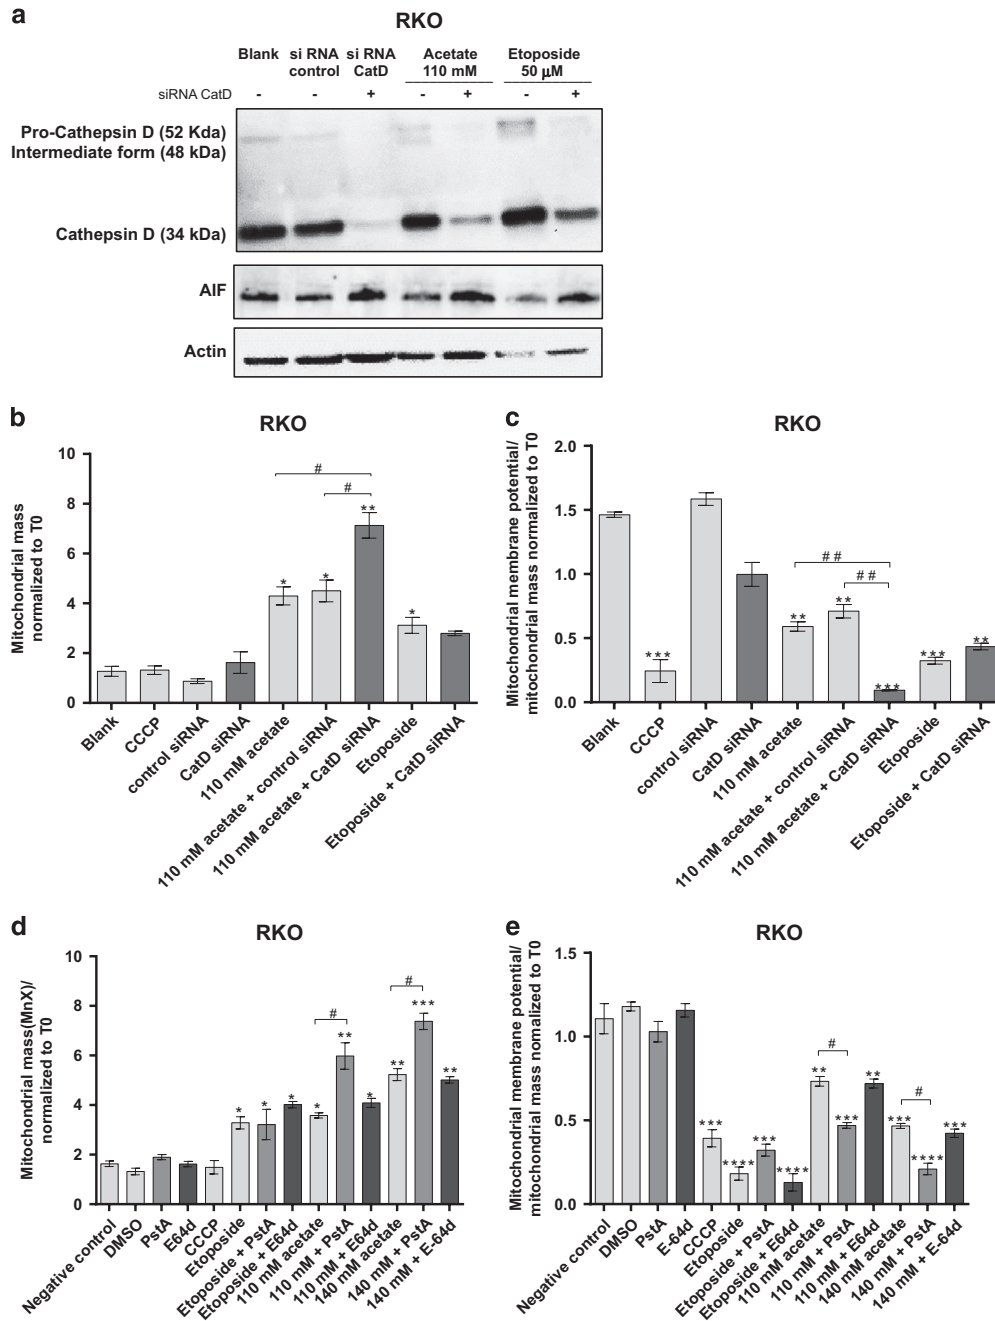 a
RKO
Blank si RNA si RNA Acetate Etoposide
control CatD 110 mM 50 µM
siRNA CatD - - + - + - +
Pro-Cathepsin D (52 Kda)
Intermediate form (48 kDa)
Cathepsin D (34 kDa)
AIF
Actin
b
RKO
Mitochondrial mass
normalized to T0
10
8
6
4
2
0
#
#
*
*
**
*
Blank
CCCP
control siRNA
CatD siRNA
110 mM acetate
110 mM acetate + control siRNA
110 mM acetate + CatD siRNA
Etoposide
Etoposide + CatD siRNA
c
RKO
Mitochondrial membrane potential/
mitochondrial mass normalized to T0
2.0
1.5
1.0
0.5
0.0
# #
# #
***
**
**
***
***
**
Blank
CCCP
control siRNA
CatD siRNA
110 mM acetate
110 mM acetate + control siRNA
110 mM acetate + CatD siRNA
Etoposide
Etoposide + CatD siRNA
d
RKO
Mitochondrial mass(MnX)/
normalized to T0
10
8
6
4
2
0
#
#
*
*
*
*
**
*
**
***
**
Negative control
DMSO
PstA
E64d
CCCP
Etoposide
Etoposide + PstA
Etoposide + E64d
110 mM acetate
110 mM + PstA
110 mM + E64d
140 mM acetate
140 mM + PstA
140 mM + E-64d
e
RKO
Mitochondrial membrane potential/
mitochondrial mass nomalized to T0
1.5
1.0
0.5
0.0
#
#
***
****
***
****
**
***
**
***
****
***
Negative control
DMSO
PstA
E-64d
CCCP
Etoposide
Etoposide + PstA
Etoposide + E64d
110 mM acetate
110 mM + PstA
110 mM + E64d
140 mM acetate
140 mM + PstA
140 mM + E-64d